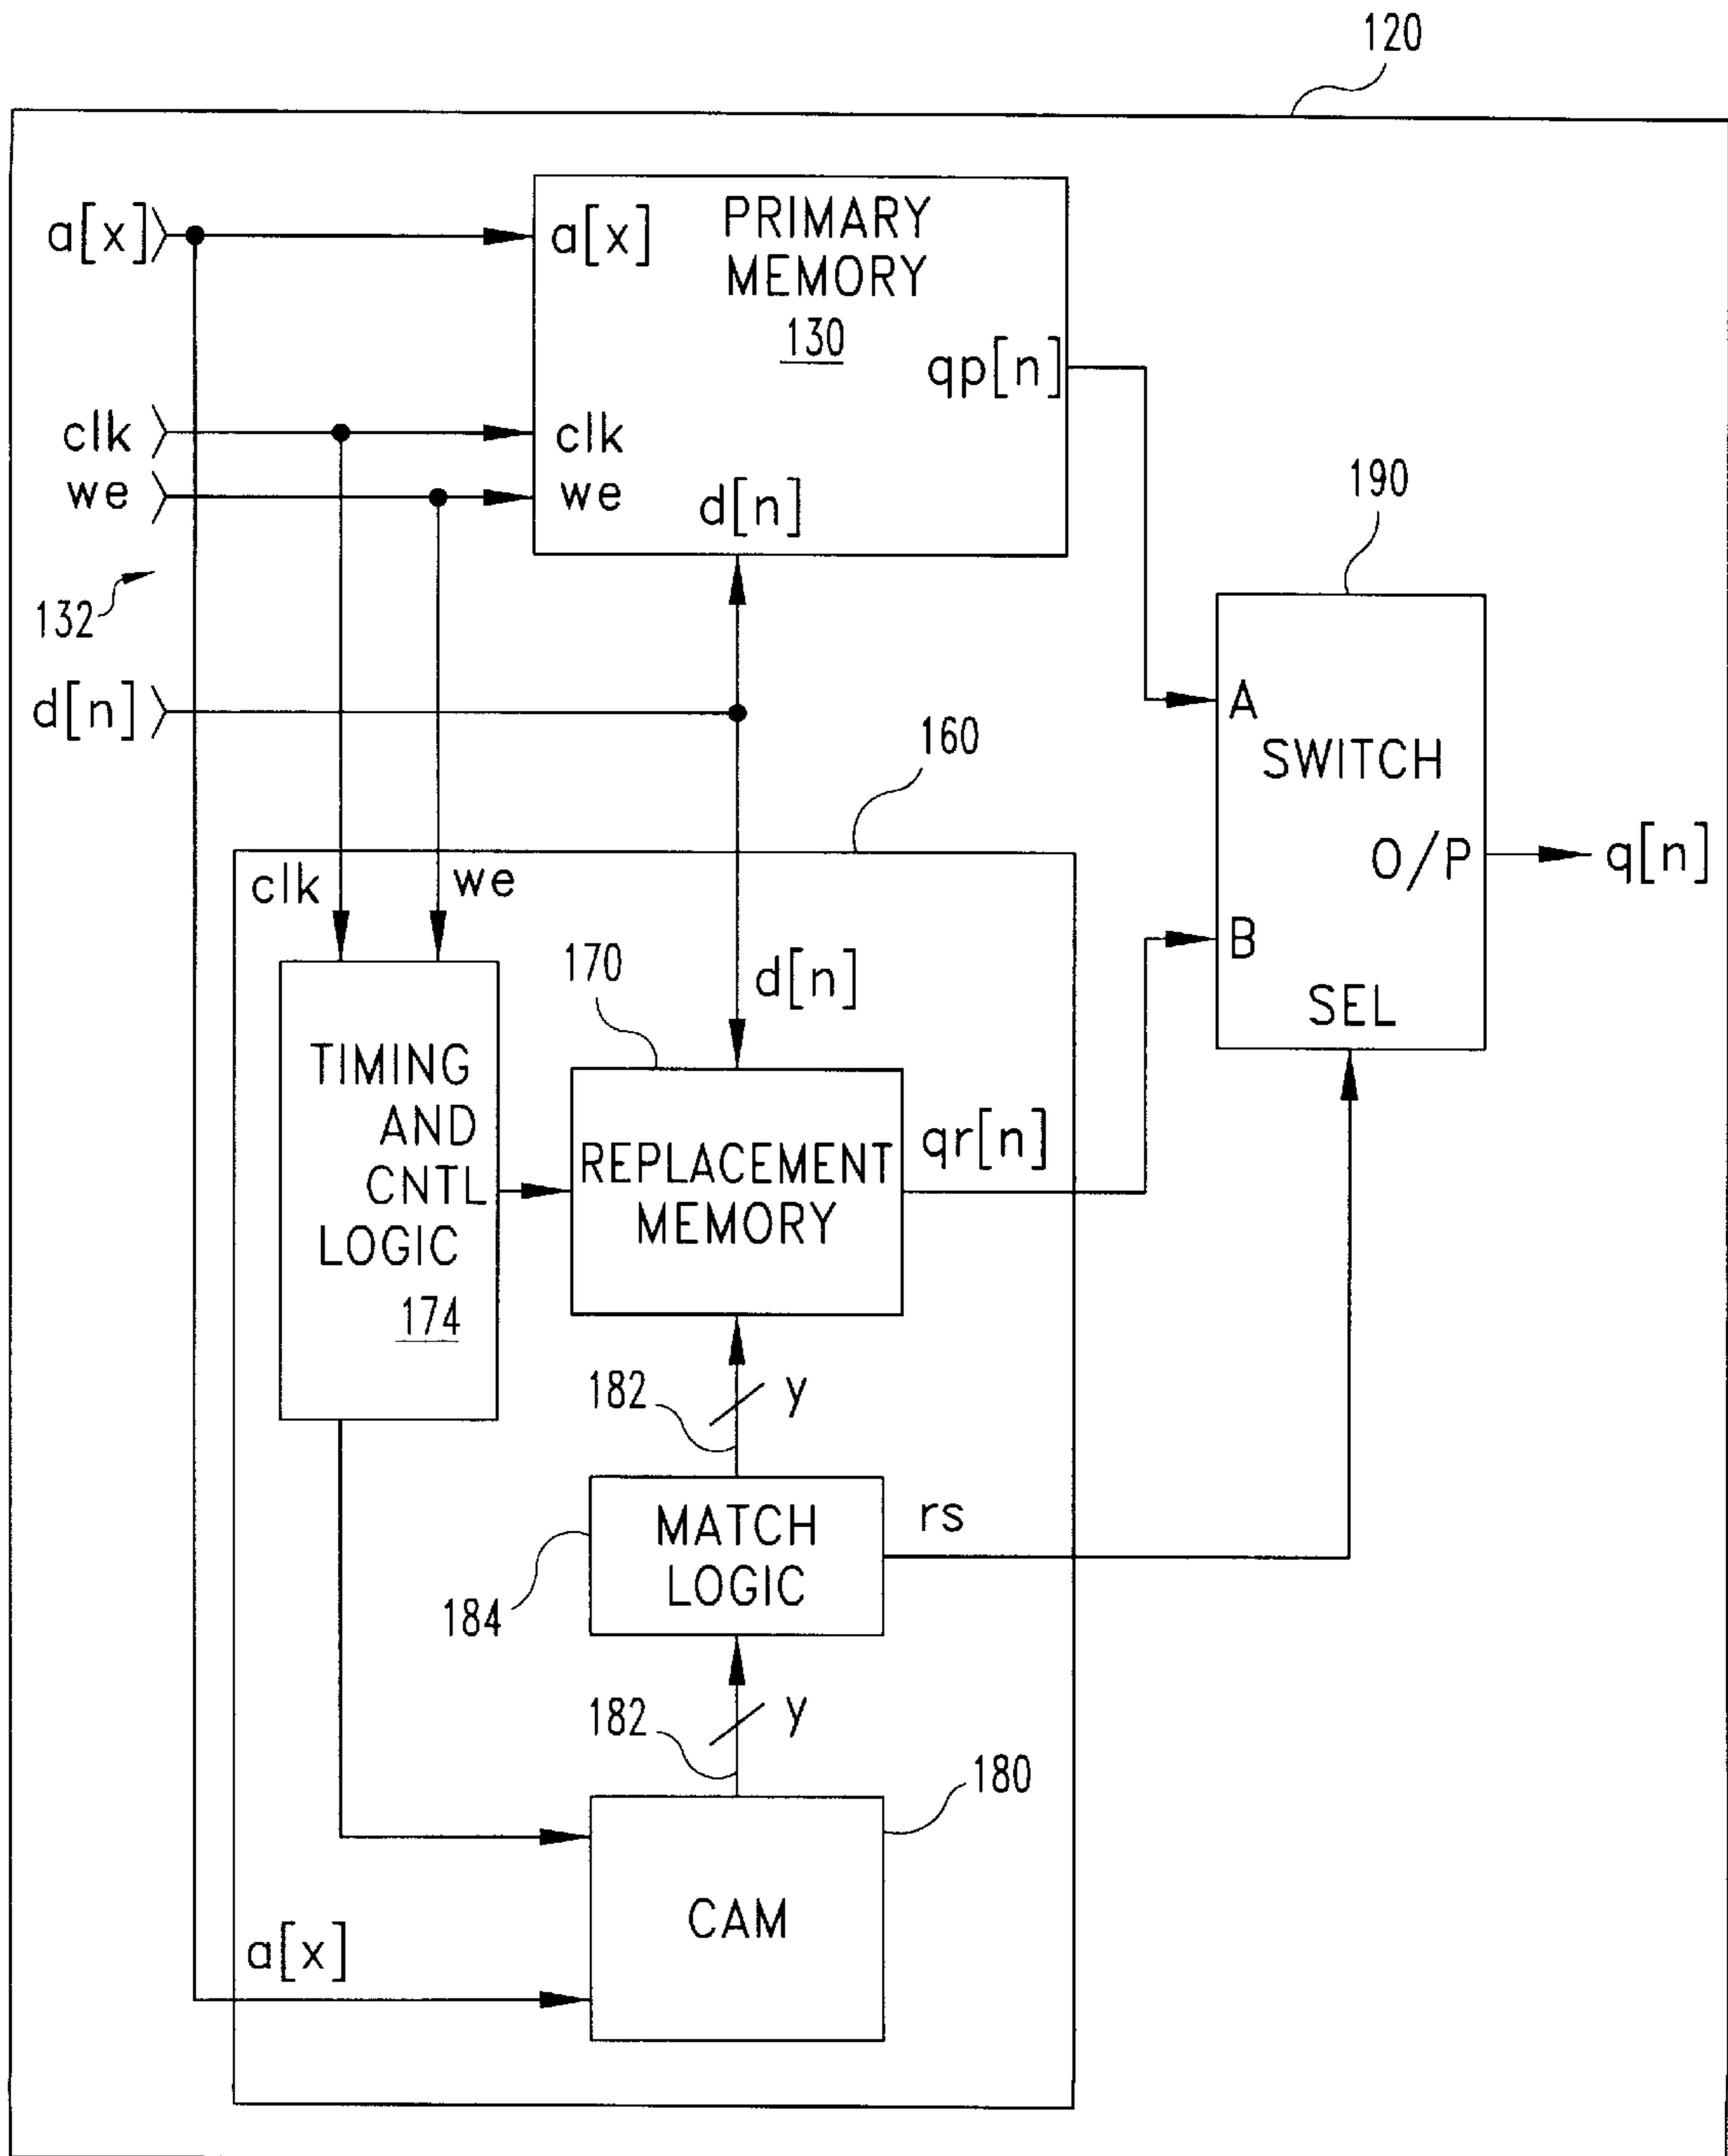 120
a[x]
a[x]
PRIMARY
MEMORY
130
qp[n]
clk
clk
we
we
d[n]
190
132
d[n]
A
SWITCH
160
O/P
q[n]
clk
we
B
170
d[n]
SEL
TIMING
AND
CNTL
LOGIC
174
REPLACEMENT
MEMORY
qr[n]
182
y
MATCH
LOGIC
rs
184
182
y
180
CAM
a[x]